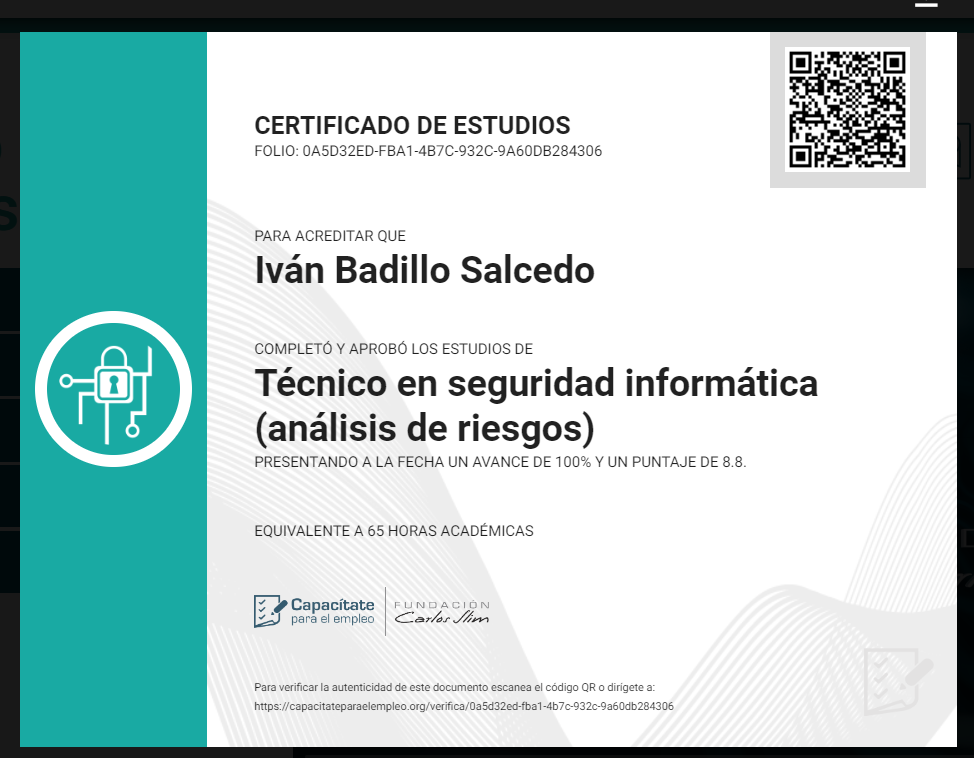 CERTIFICADO DE ESTUDIOS
FOLIO: 0A5D32ED-FBA1-4B7C-932C-9A60DB284306
PARA ACREDITAR QUE
Iván Badillo Salcedo
COMPLETÓ Y APROBÓ LOS ESTUDIOS DE
Técnico en seguridad informática
(análisis de riesgos)
PRESENTANDO A LA FECHA UN AVANCE DE 100% Y UN PUNTAJE DE 8.8.
EQUIVALENTE A 65 HORAS ACADÉMICAS
Capacítate
para el empleo
FUNDACIÓN
Carlos Slim
Para verificar la autenticidad de este documento escanea el código QR o dirígete a:
https://capacitateparaelempleo.org/verifica/0a5d32ed-fba1-4b7c-932c-9a60db284306